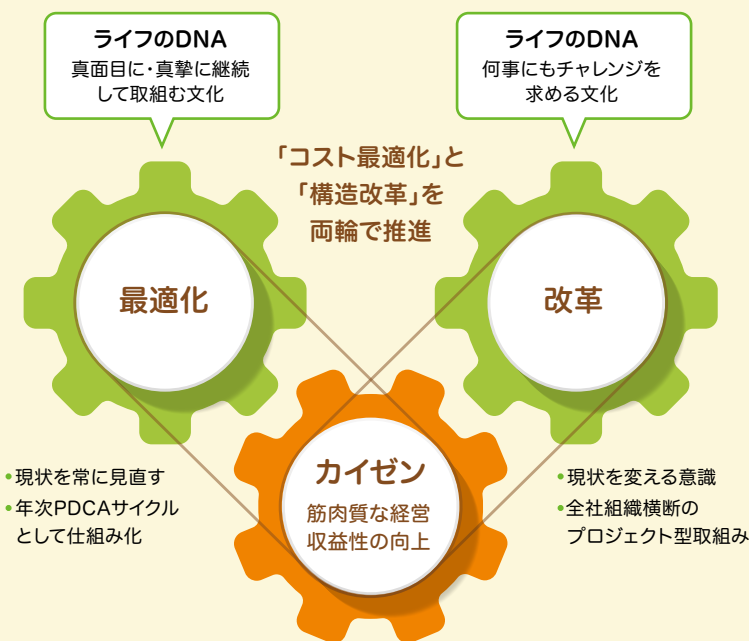 ライフのDNA
真面目に・真摯に継続
して取組む文化
ライフのDNA
何事にもチャレンジを
求める文化
「コスト最適化」と
「構造改革」を
両輪で推進
最適化
改革
カイゼン
筋肉質な経営
収益性の向上
•現状を常に見直す
•年次PDCAサイクル
として仕組み化
•現状を変える意識
•全社組織横断の
プロジェクト型取組み